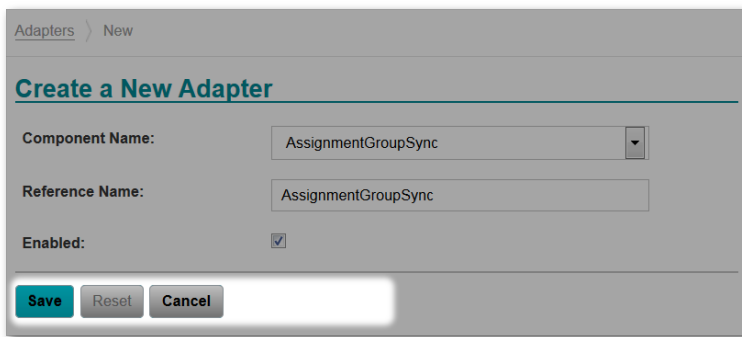 Adapters 〉 New
Create a New Adapter
Component Name: AssignmentGroupSync
Reference Name: AssignmentGroupSync
Enabled:
Save Reset Cancel